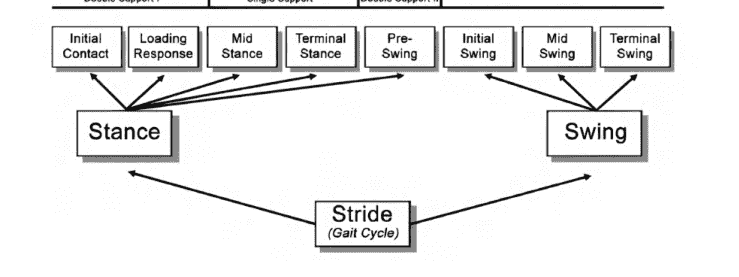 Initial
Contact
Loading
Response
Mid
Stance
Terminal
Stance
Pre-
Swing
Initial
Swing
Mid
Swing
Terminal
Swing
Stance
Swing
Stride
(Gait Cycle)